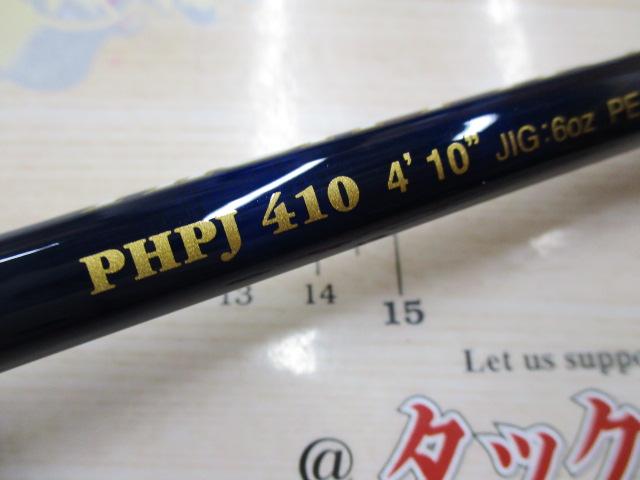 PHPJ 410 4' 10" JIG:6oz PE
13 14 15
Let us suppo
@タック